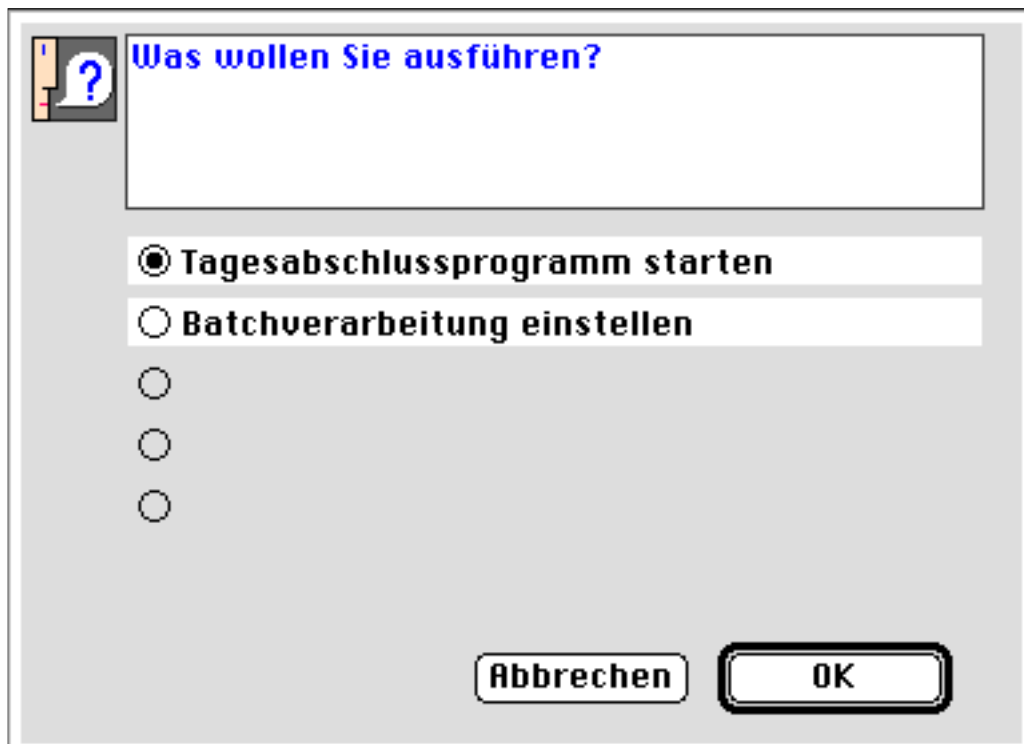 ?
Was wollen Sie ausführen?
Tagesabschlussprogramm starten
Batchverarbeitung einstellen
Abbrechen
OK